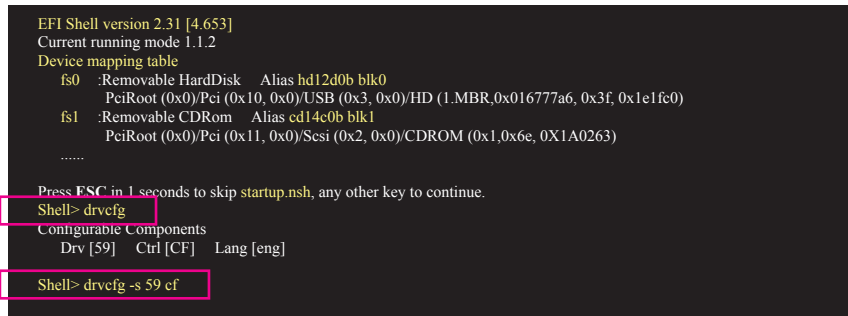 EFI Shell version 2.31 [4.653]
Current running mode 1.1.2
Device mapping table
fs0 :Removable HardDisk Alias hd12d0b blk0
PciRoot (0x0)/Pci (0x10, 0x0)/USB (0x3, 0x0)/HD (1.MBR,0x016777a6, 0x3f, 0x1e1fc0)
fs1 :Removable CDRom Alias cd14c0b blk1
PciRoot (0x0)/Pci (0x11, 0x0)/Scsi (0x2, 0x0)/CDROM (0x1,0x6e, 0X1A0263)
......
Press ESC in 1 seconds to skip startup.nsh, any other key to continue.
Shell> drvcfg
Configurable Components
Drv [59] Ctrl [CF] Lang [eng]
Shell> drvcfg -s 59 cf